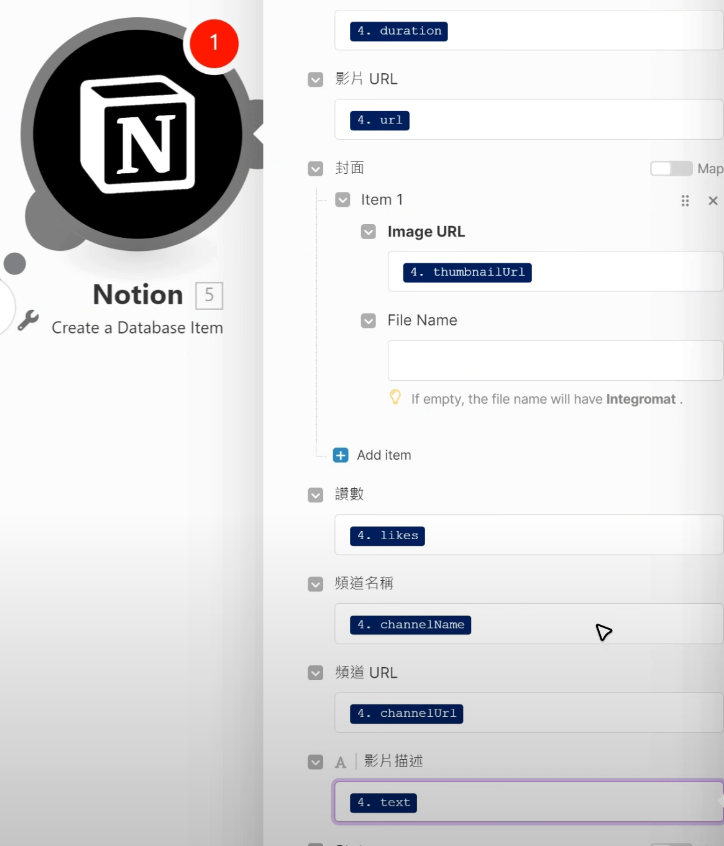 1
N
Notion 5
Create a Database Item
4. duration
影片 URL
4. url
封面
Map
Item 1
Image URL
4. thumbnailUrl
File Name
If empty, the file name will have Integromat .
Add item
讚數
4. likes
頻道名稱
4. channelName
頻道 URL
4. channelUrl
A 影片描述
4. text